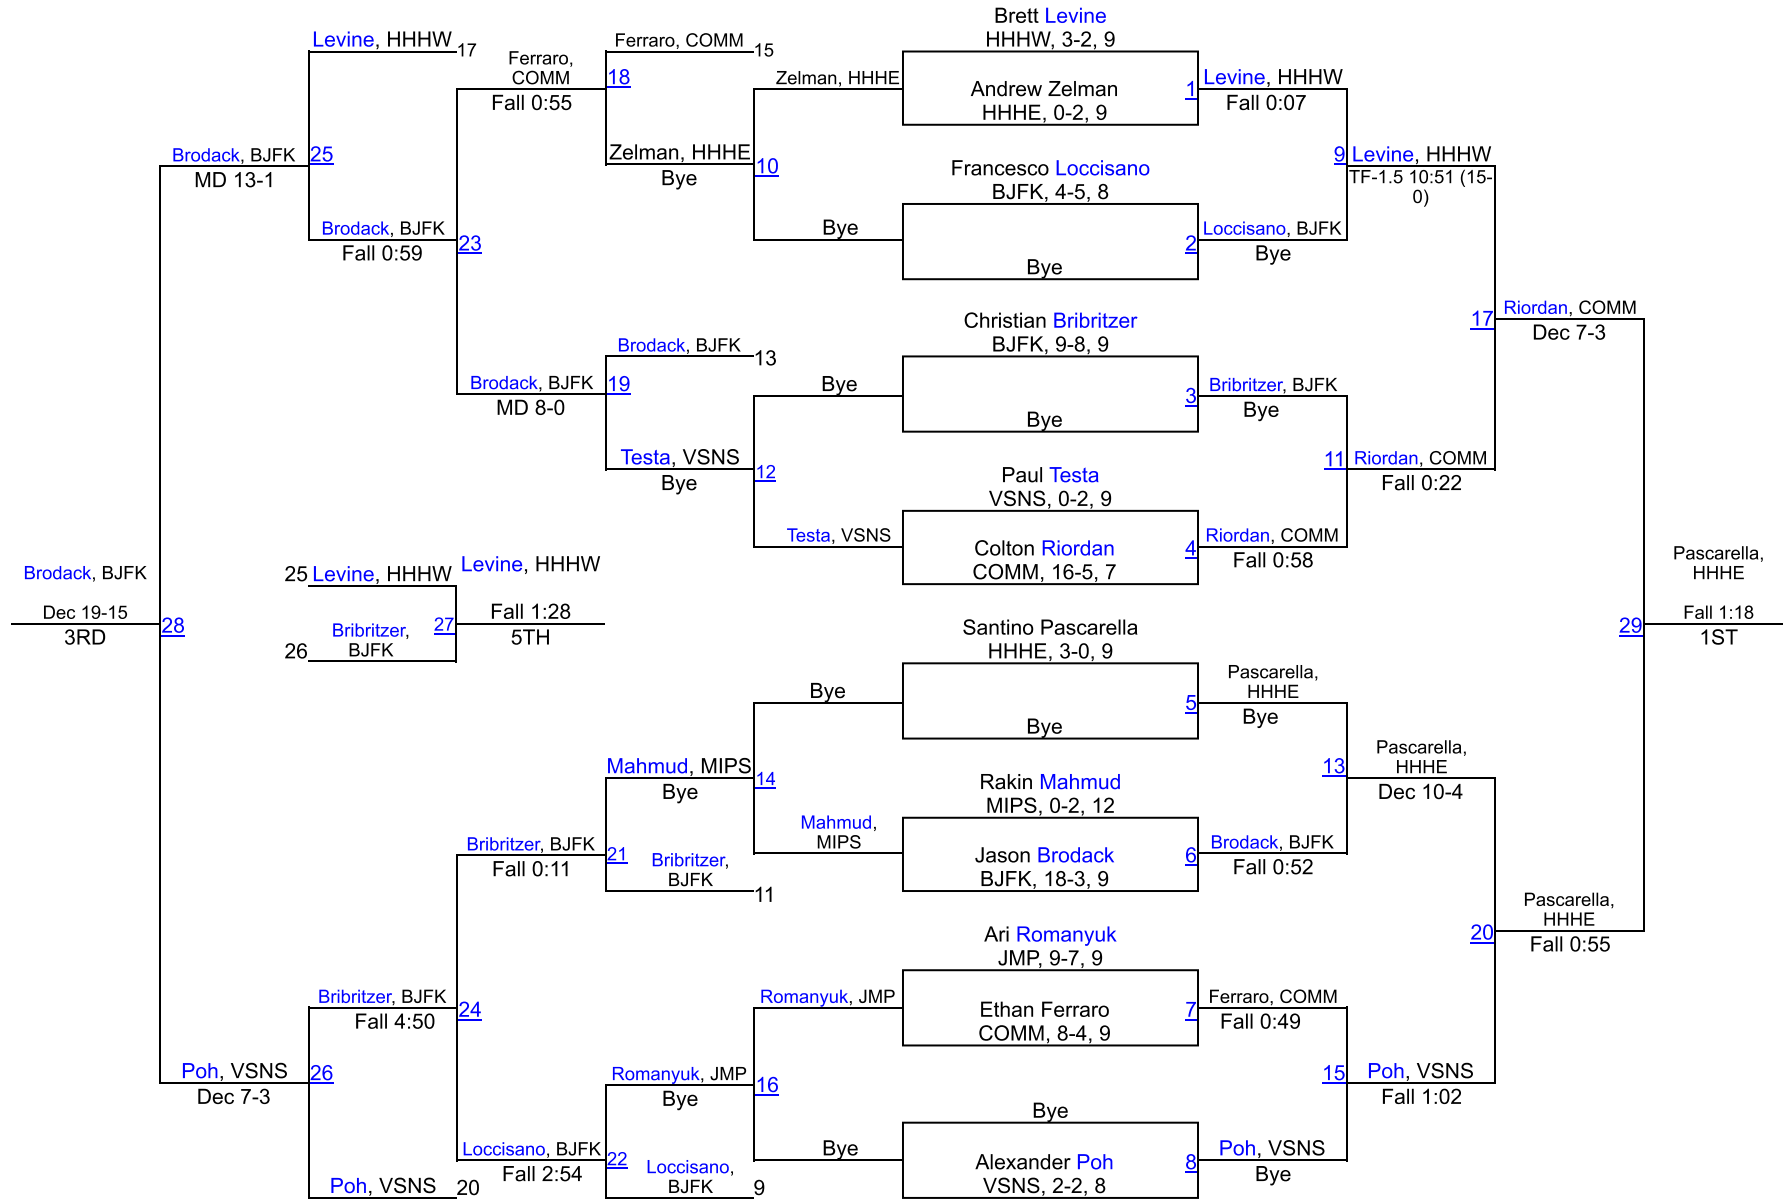 Levine, HHHW
17
Brodack, BJFK
MD 13-1
25
Brodack, BJFK
Fall 0:59
23
Ferraro,
COMM
Fall 0:55
18
Ferraro, COMM
15
Zelman, HHHE
Bye
10
Zelman, HHHE
Bye
Brodack, BJFK
MD 8-0
19
Brodack, BJFK
13
Testa, VSNS
Bye
12
Bye
Testa, VSNS
Brodack, BJFK
Dec 19-15
3RD
28
25
Levine, HHHW
26
Bribritzer,
BJFK
27
Levine, HHHW
Fall 1:28
5TH
Poh, VSNS
Dec 7-3
26
Bribritzer, BJFK
Fall 4:50
24
Poh, VSNS
20
Bribritzer, BJFK
Fall 0:11
21
Mahmud, MIPS
Bye
14
Bribritzer,
BJFK
11
Bye
Mahmud,
MIPS
Loccisano, BJFK
Fall 2:54
22
Romanyuk, JMP
Bye
16
Loccisano,
BJFK
9
Romanyuk, JMP
Bye
Brett Levine
HHHW, 3-2, 9
Andrew Zelman
HHHE, 0-2, 9
1
Levine, HHHW
Fall 0:07
Francesco Loccisano
BJFK, 4-5, 8
Bye
2
Loccisano, BJFK
Bye
9
Levine, HHHW
TF-1.5 10:51 (15-
0)
Christian Bribritzer
BJFK, 9-8, 9
Bye
3
Bribritzer, BJFK
Bye
Paul Testa
VSNS, 0-2, 9
Colton Riordan
COMM, 16-5, 7
4
Riordan, COMM
Fall 0:58
11
Riordan, COMM
Fall 0:22
17
Riordan, COMM
Dec 7-3
Santino Pascarella
HHHE, 3-0, 9
Bye
5
Pascarella,
HHHE
Bye
Rakin Mahmud
MIPS, 0-2, 12
Jason Brodack
BJFK, 18-3, 9
6
Brodack, BJFK
Fall 0:52
13
Pascarella,
HHHE
Dec 10-4
Ari Romanyuk
JMP, 9-7, 9
Ethan Ferraro
COMM, 8-4, 9
7
Ferraro, COMM
Fall 0:49
Bye
Alexander Poh
VSNS, 2-2, 8
8
Poh, VSNS
Bye
15
Poh, VSNS
Fall 1:02
20
Pascarella,
HHHE
Fall 0:55
29
Pascarella,
HHHE
Fall 1:18
1ST